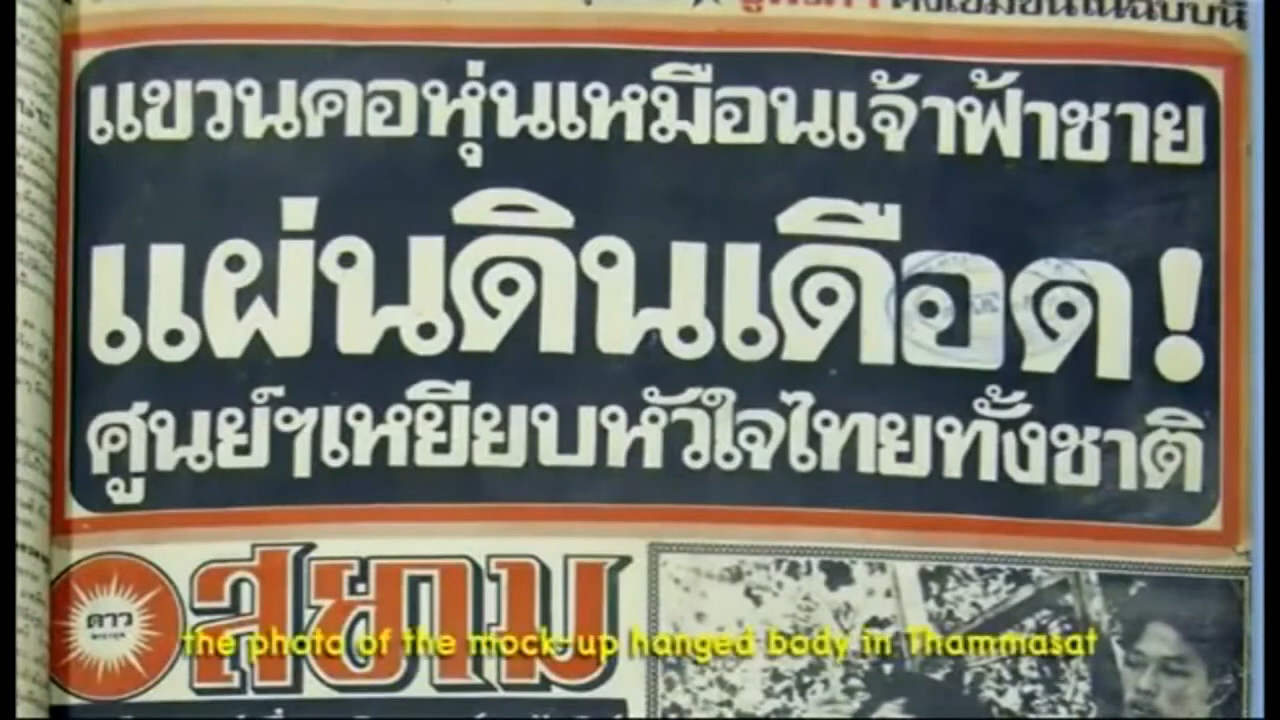 แขวนคอหุ่นเหมือนเจ้าฟ้าชาย
แผ่นดินเดือด!
ศูนย์ฯเหยียบหัวใจไทยทั้งชาติ
ดาว
สยาม
the photo of the mock-up hanged body in Thammasat